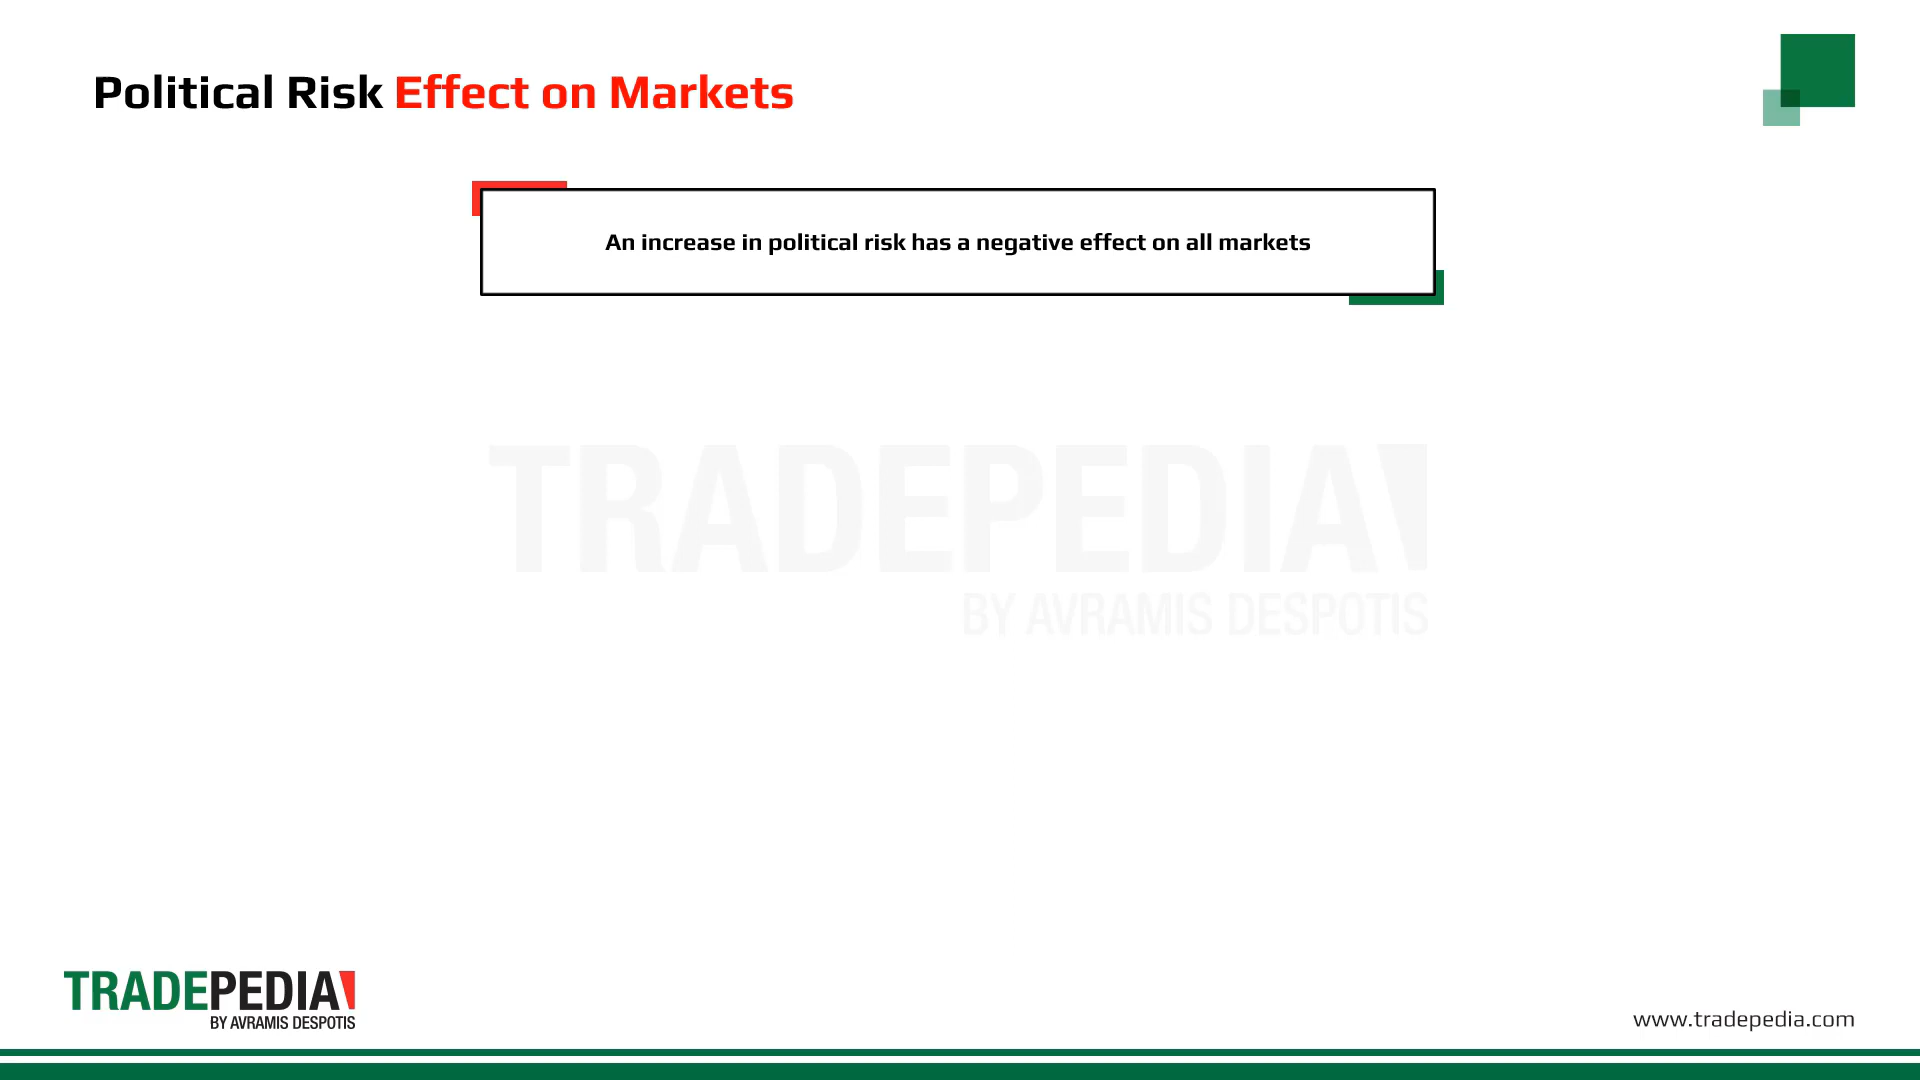 Political Risk Effect on Markets
An increase in political risk has a negative effect on all markets
TRADEPEDIA
BY AVRAMIS DESPOTIS
TRADEPEDIA
BY AVRAMIS DESPOTIS
www.tradepedia.com